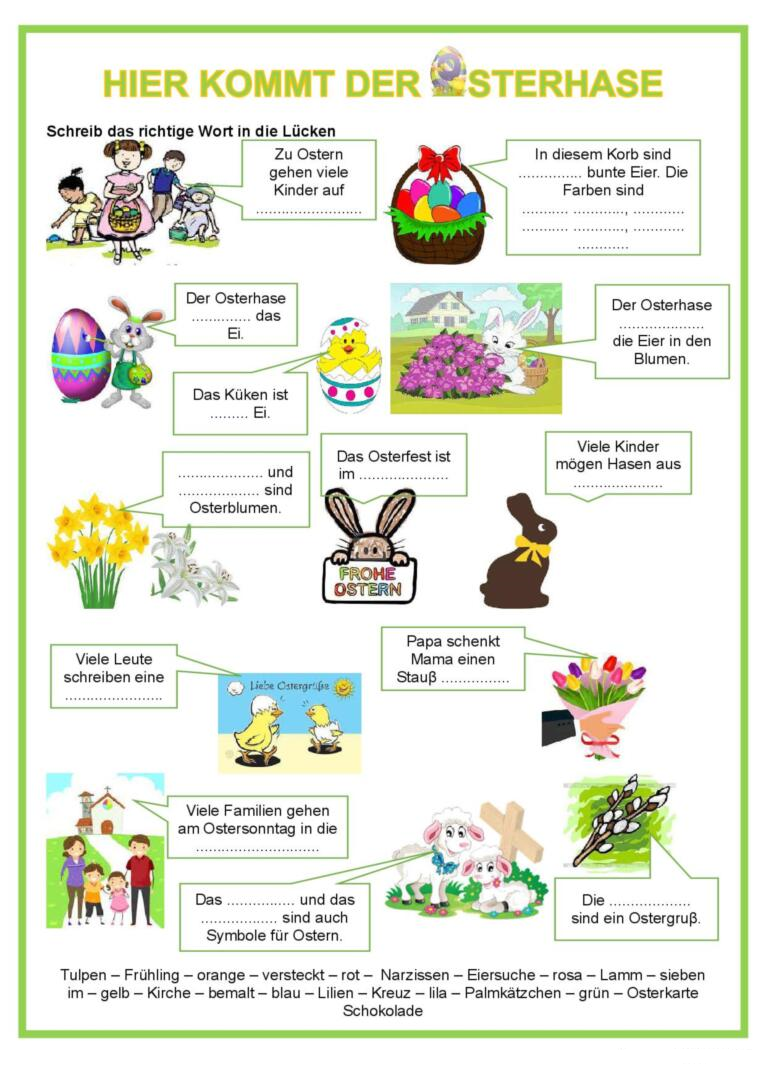 HIER KOMMT DER OSTERHASE
Schreib das richtige Wort in die Lücken
Zu Ostern
gehen viele
Kinder auf
............................
In diesem Korb sind
............... bunte Eier. Die
Farben sind
........... ............, ............
........... ............, ............
............
Der Osterhase
.............. das
Ei.
Das Küken ist
......... Ei.
Der Osterhase
....................
die Eier in den
Blumen.
.................... und
................... sind
Osterblumen.
Das Osterfest ist
im .....................
Viele Kinder
mögen Hasen aus
.....................
FROHE
OSTERN
Viele Leute
schreiben eine
.......................
Liebe Ostergrüße
Papa schenkt
Mama einen
Stauß ................
Viele Familien gehen
am Ostersonntag in die
.............................
Das ................ und das
.................. sind auch
Symbole für Ostern.
Die ...................
sind ein Ostergruß.
Tulpen – Frühling – orange – versteckt – rot – Narzissen – Eiersuche – rosa – Lamm – sieben
im – gelb – Kirche – bemalt – blau – Lilien – Kreuz – lila – Palmkätzchen – grün – Osterkarte
Schokolade